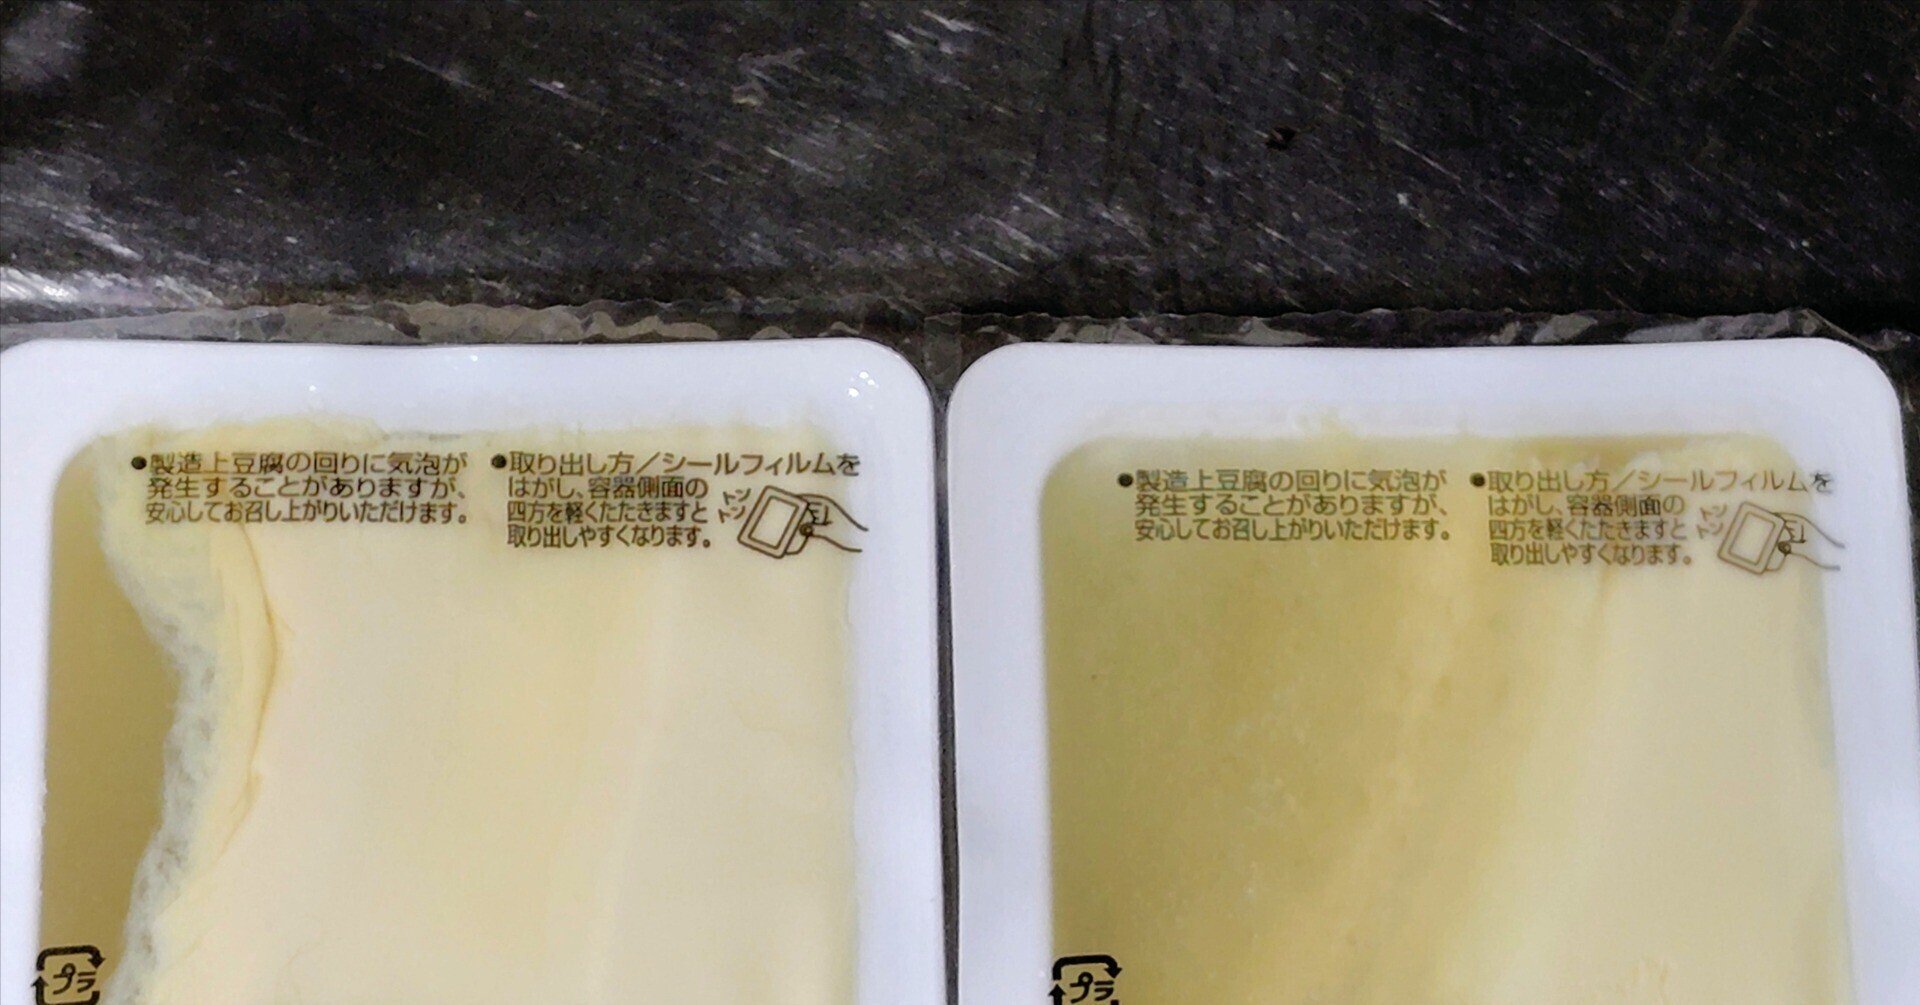 ●製造上豆腐の回りに気泡が
発生することがありますが、
安心してお召し上がりいただけます。
●取り出し方/シールフィルムを
はがし、容器側面の
四方を軽くたたきますと
取り出しやすくなります。
トン
トン
プラ
●製造上豆腐の回りに気泡が
発生することがありますが、
安心してお召し上がりいただけます。
●取り出し方/シールフィルムを
はがし、容器側面の
四方を軽くたたきますと
取り出しやすくなります。
トン
トン
プラ